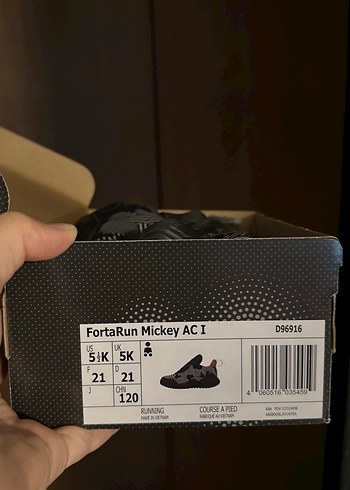 FortaRun Mickey AC I D96916
US UK
5½K 5K
F D
21 21
J CHN
120
4 060516 035459
RUNNING COURSE A PIED
MADE IN VIETNAM FABRIQUE AU VIETNAM